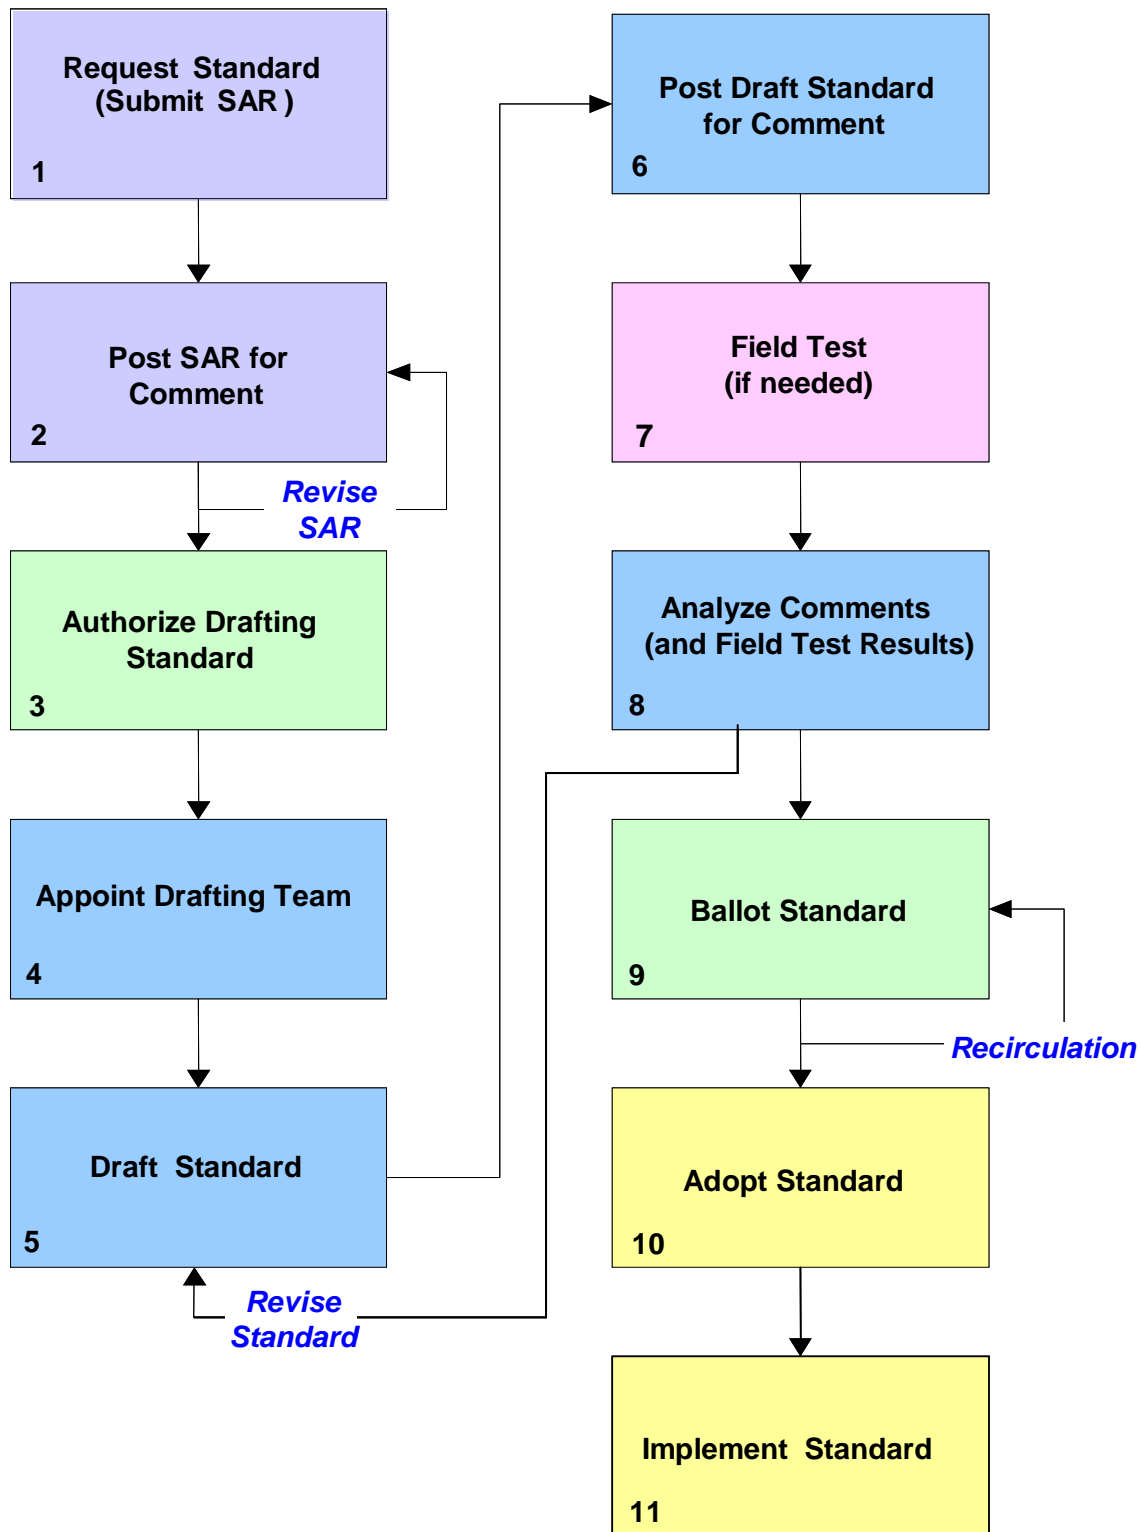 Request Standard
(Submit SAR )
1
Post SAR for
Comment
2
Revise
SAR
Authorize Drafting
Standard
3
Appoint Drafting Team
4
Draft Standard
5
Revise
Standard
Post Draft Standard
for Comment
6
Field Test
(if needed)
7
Analyze Comments
(and Field Test Results)
8
Ballot Standard
9
Recirculation
Adopt Standard
10
Implement Standard
11